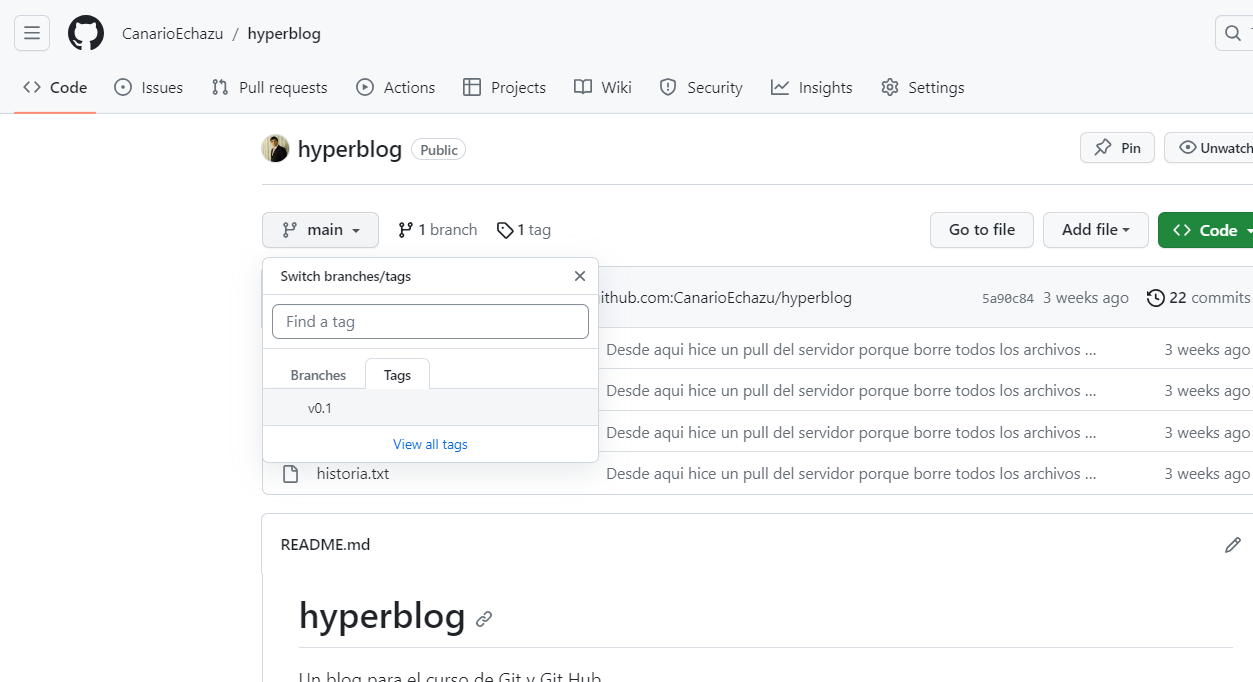 CanarioEchazu / hyperblog
Code Issues Pull requests Actions Projects Wiki Security Insights Settings
hyperblog Public Pin Unwatch
main 1 branch 1 tag Go to file Add file Code
Switch branches/tags
ithub.com:CanarioEchazu/hyperblog 5a90c84 3 weeks ago 22 commits
Find a tag
Desde aqui hice un pull del servidor porque borre todos los archivos ... 3 weeks ago
Branches Tags
Desde aqui hice un pull del servidor porque borre todos los archivos ... 3 weeks ago
v0.1
Desde aqui hice un pull del servidor porque borre todos los archivos ... 3 weeks ago
View all tags
historia.txt Desde aqui hice un pull del servidor porque borre todos los archivos ... 3 weeks ago
README.md
hyperblog
Un blog para el curso de Git y Git Hub